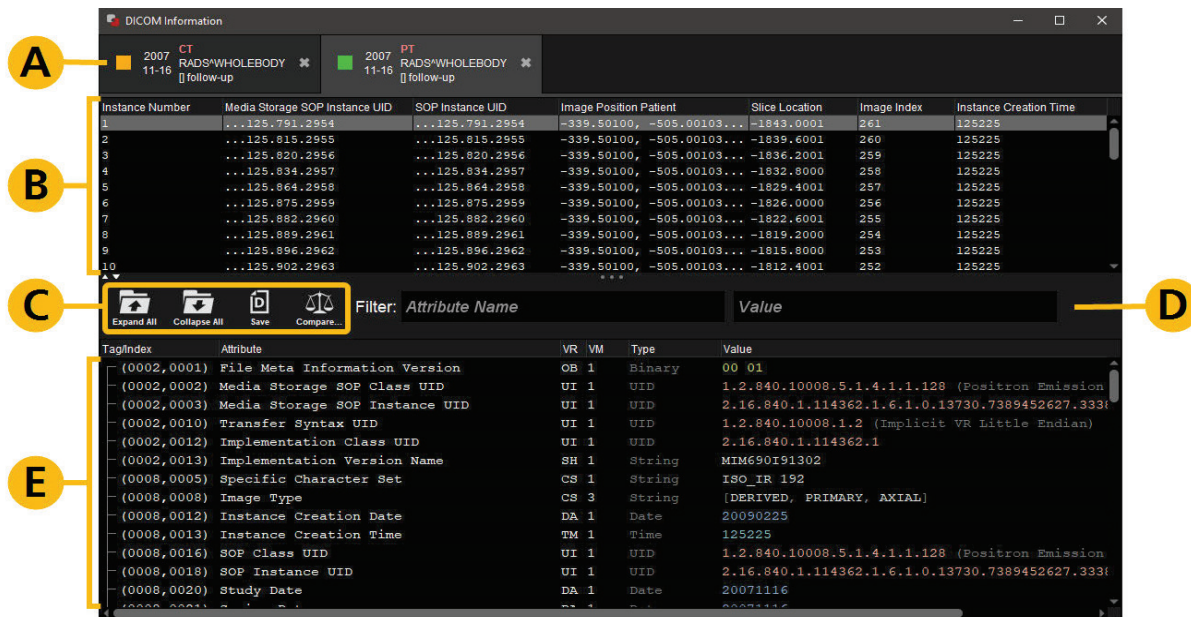 DICOM Information
A
2007 11-16 CT RADS^WHOLEBODY [] follow-up
2007 11-16 PT RADS^WHOLEBODY [] follow-up
Instance Number Media Storage SOP Instance UID SOP Instance UID Image Position Patient Slice Location Image Index Instance Creation Time
1 ...125.791.2954 ...125.791.2954 -339.50100, -505.00103... -1843.0001 261 125225
2 ...125.815.2955 ...125.815.2955 -339.50100, -505.00103... -1839.6001 260 125225
3 ...125.820.2956 ...125.820.2956 -339.50100, -505.00103... -1836.2001 259 125225
4 ...125.834.2957 ...125.834.2957 -339.50100, -505.00103... -1832.8000 258 125225
B
5 ...125.864.2958 ...125.864.2958 -339.50100, -505.00103... -1829.4001 257 125225
6 ...125.875.2959 ...125.875.2959 -339.50100, -505.00103... -1826.0000 256 125225
7 ...125.882.2960 ...125.882.2960 -339.50100, -505.00103... -1822.6001 255 125225
8 ...125.889.2961 ...125.889.2961 -339.50100, -505.00103... -1819.2000 254 125225
9 ...125.896.2962 ...125.896.2962 -339.50100, -505.00103... -1815.8000 253 125225
10 ...125.902.2963 ...125.902.2963 -339.50100, -505.00103... -1812.4001 252 125225
C
Expand All Collapse All Save Compare...
Filter: Attribute Name Value
D
Tag/Index Attribute VR VM Type Value
(0002,0001) File Meta Information Version OB 1 Binary 00 01
(0002,0002) Media Storage SOP Class UID UI 1 UID 1.2.840.10008.5.1.4.1.1.128 (Positron Emission
(0002,0003) Media Storage SOP Instance UID UI 1 UID 2.16.840.1.114362.1.6.1.0.13730.7389452627.333
(0002,0010) Transfer Syntax UID UI 1 UID 1.2.840.10008.1.2 (Implicit VR Little Endian)
(0002,0012) Implementation Class UID UI 1 UID 2.16.840.1.114362.1
(0002,0013) Implementation Version Name SH 1 String MIM690I91302
E
(0008,0005) Specific Character Set CS 1 String ISO_IR 192
(0008,0008) Image Type CS 3 String [DERIVED, PRIMARY, AXIAL]
(0008,0012) Instance Creation Date DA 1 Date 20090225
(0008,0013) Instance Creation Time TM 1 Time 125225
(0008,0016) SOP Class UID UI 1 UID 1.2.840.10008.5.1.4.1.1.128 (Positron Emission
(0008,0018) SOP Instance UID UI 1 UID 2.16.840.1.114362.1.6.1.0.13730.7389452627.333
(0008,0020) Study Date DA 1 Date 20071116